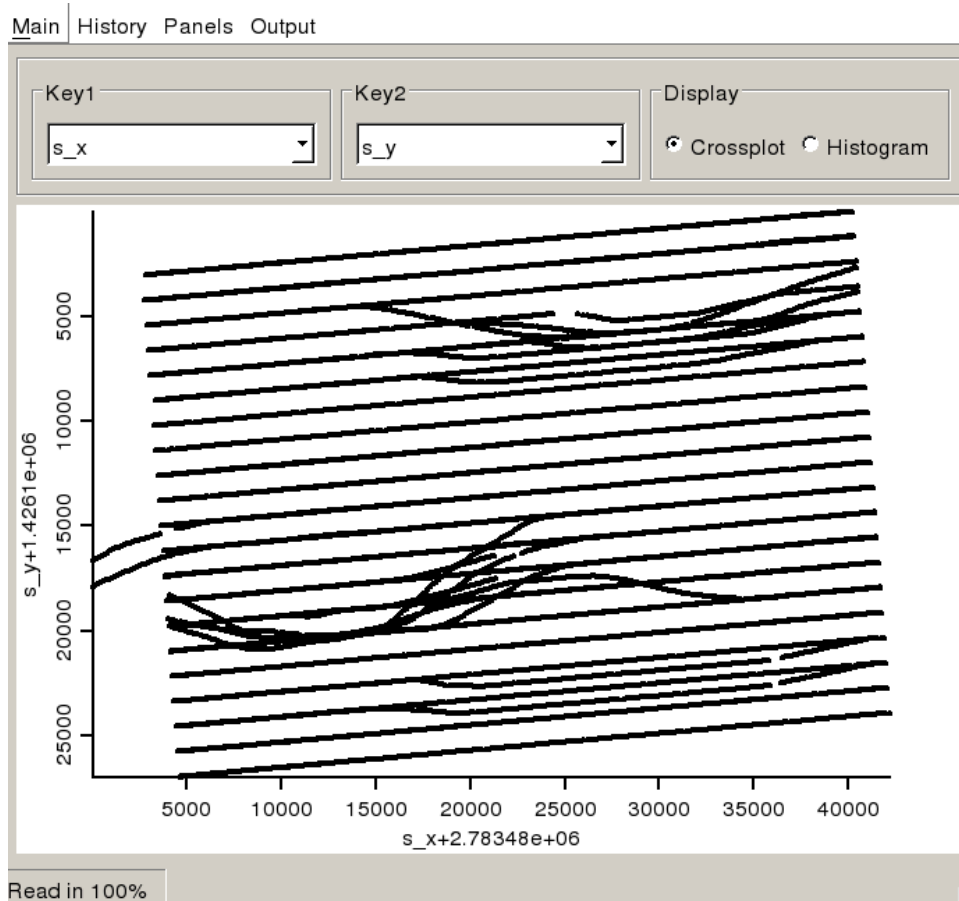 Main History Panels Output
Key1 Key2 Display
s_x s_y Crossplot Histogram
5000
10000
15000
20000
25000
s_y+1.4261e+06
5000 10000 15000 20000 25000 30000 35000 40000
s_x+2.78348e+06
Read in 100%